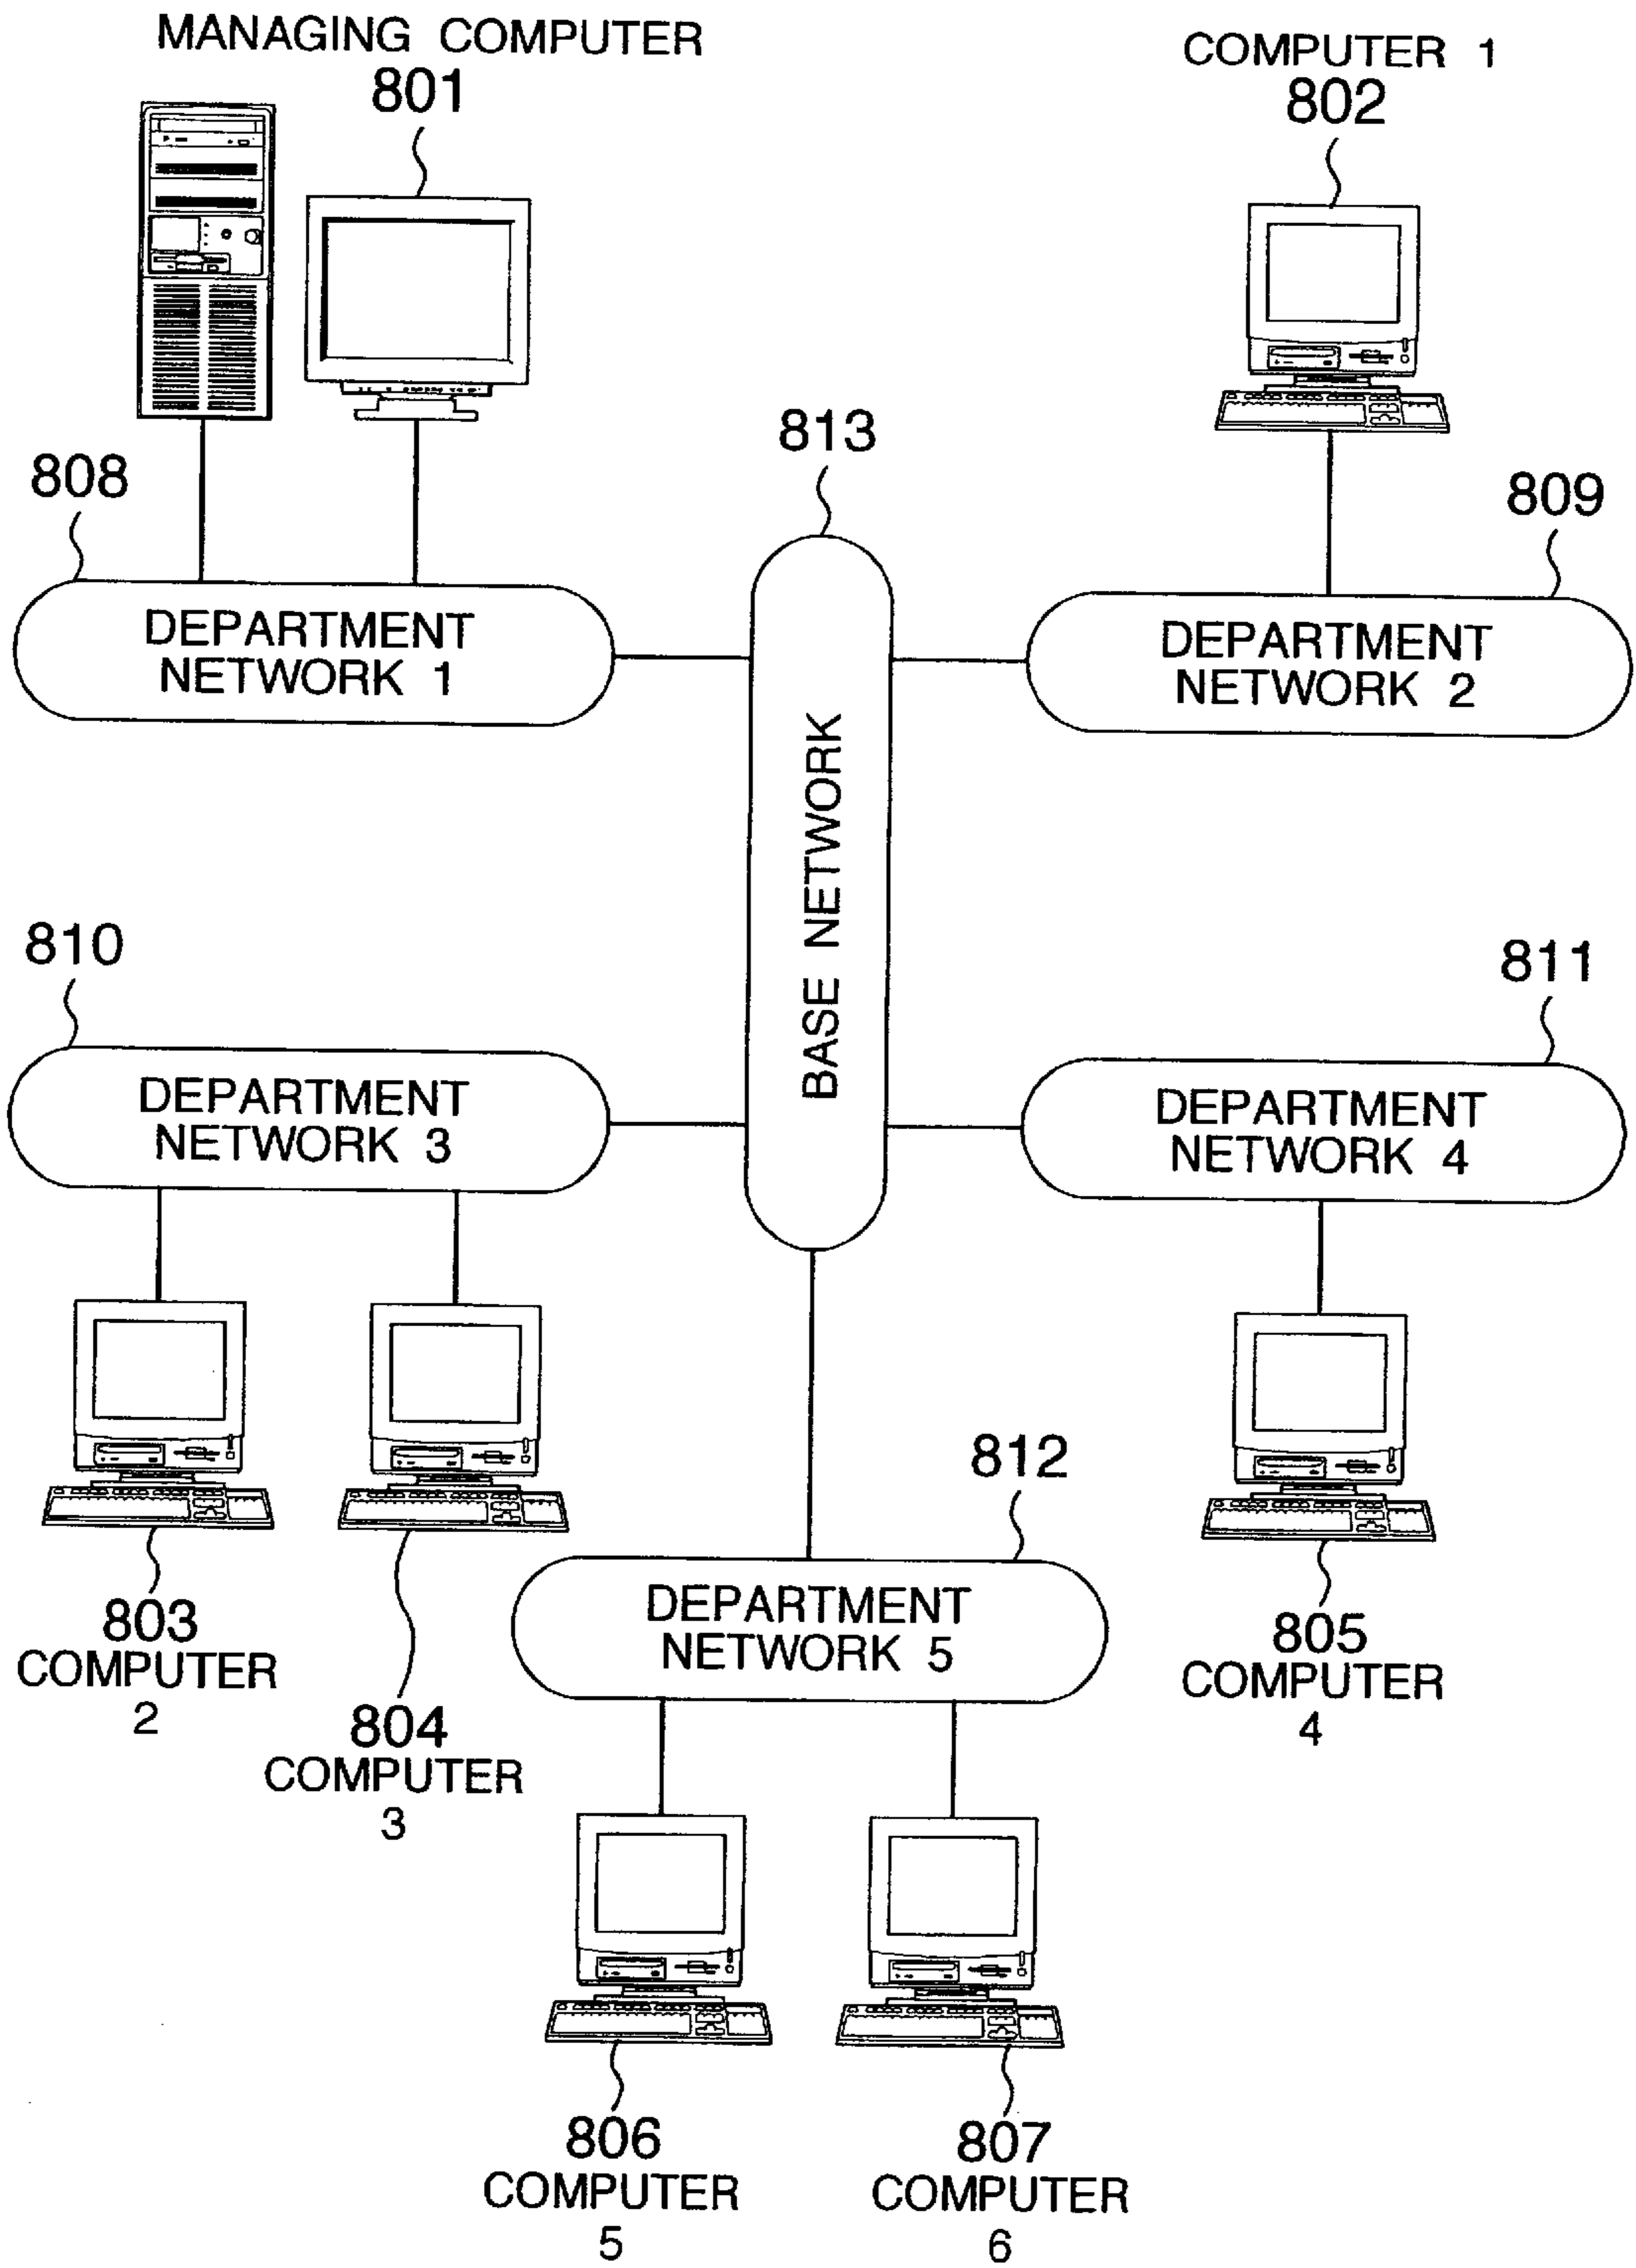 MANAGING COMPUTER
801
COMPUTER 1
802
813
808
809
DEPARTMENT
NETWORK 1
DEPARTMENT
NETWORK 2
BASE NETWORK
810
811
DEPARTMENT
NETWORK 3
DEPARTMENT
NETWORK 4
812
803
COMPUTER
2
804
COMPUTER
3
DEPARTMENT
NETWORK 5
805
COMPUTER
4
806
COMPUTER
5
807
COMPUTER
6